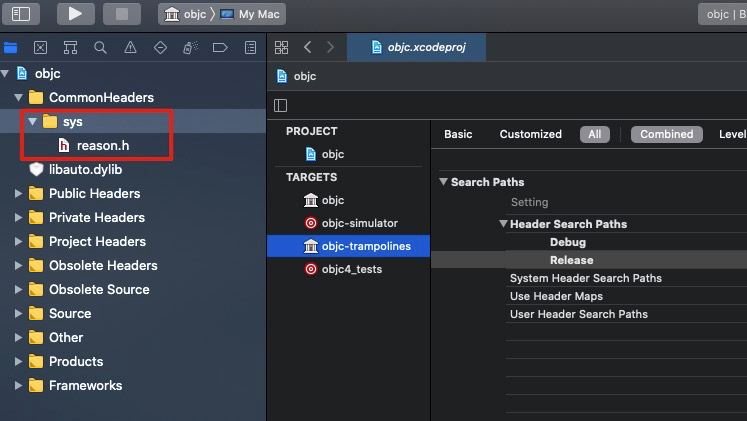 objc My Mac objc | B
objc objc.xcodeproj
CommonHeaders objc
sys
reason.h PROJECT Basic Customized All Combined Level
libauto.dylib objc
Public Headers TARGETS Search Paths
Private Headers objc Setting
Project Headers objc-simulator Header Search Paths
Obsolete Headers objc-trampolines Debug
Obsolete Source objc4_tests Release
Source System Header Search Paths
Other Use Header Maps
Products User Header Search Paths
Frameworks